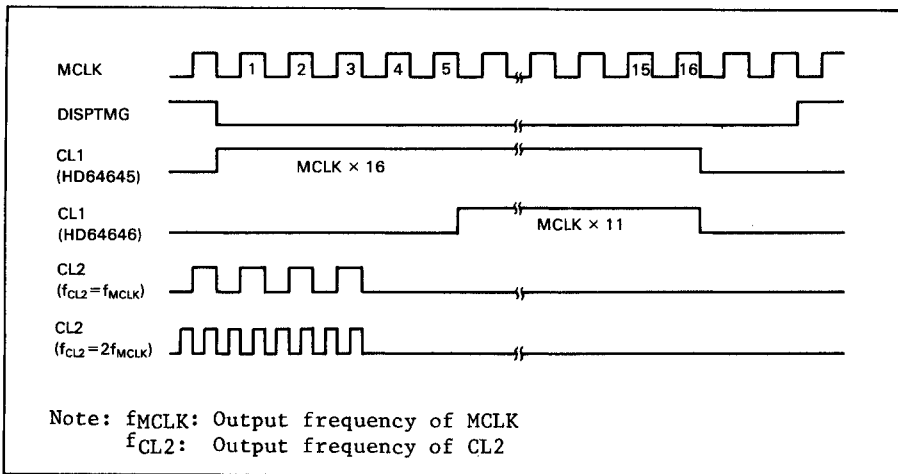 MCLK 1 2 3 4 5 15 16
DISPTMG
CL1
(HD64645)
MCLK × 16
CL1
(HD64646)
MCLK × 11
CL2
(fCL2=fMCLK)
CL2
(fCL2=2fMCLK)
Note: fMCLK: Output frequency of MCLK
fCL2: Output frequency of CL2